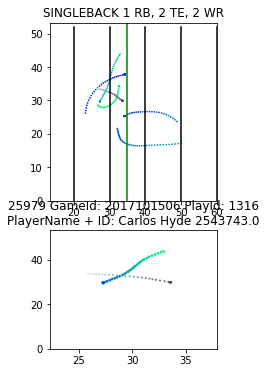 SINGLEBACK 1 RB, 2 TE, 2 WR
50
40
30
20
10
0
20 30 40 50 60
25979 GameId: 2017101506 PlayId: 1316
PlayerName + ID: Carlos Hyde 2543743.0
40
20
0
25 30 35